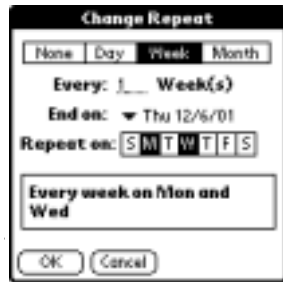 Change Repeat
None Day Week Month
Every: 1 Week(s)
End on: Thu 12/6/01
Repeat on: S M T W T F S
Every week on Mon and
Wed
OK Cancel